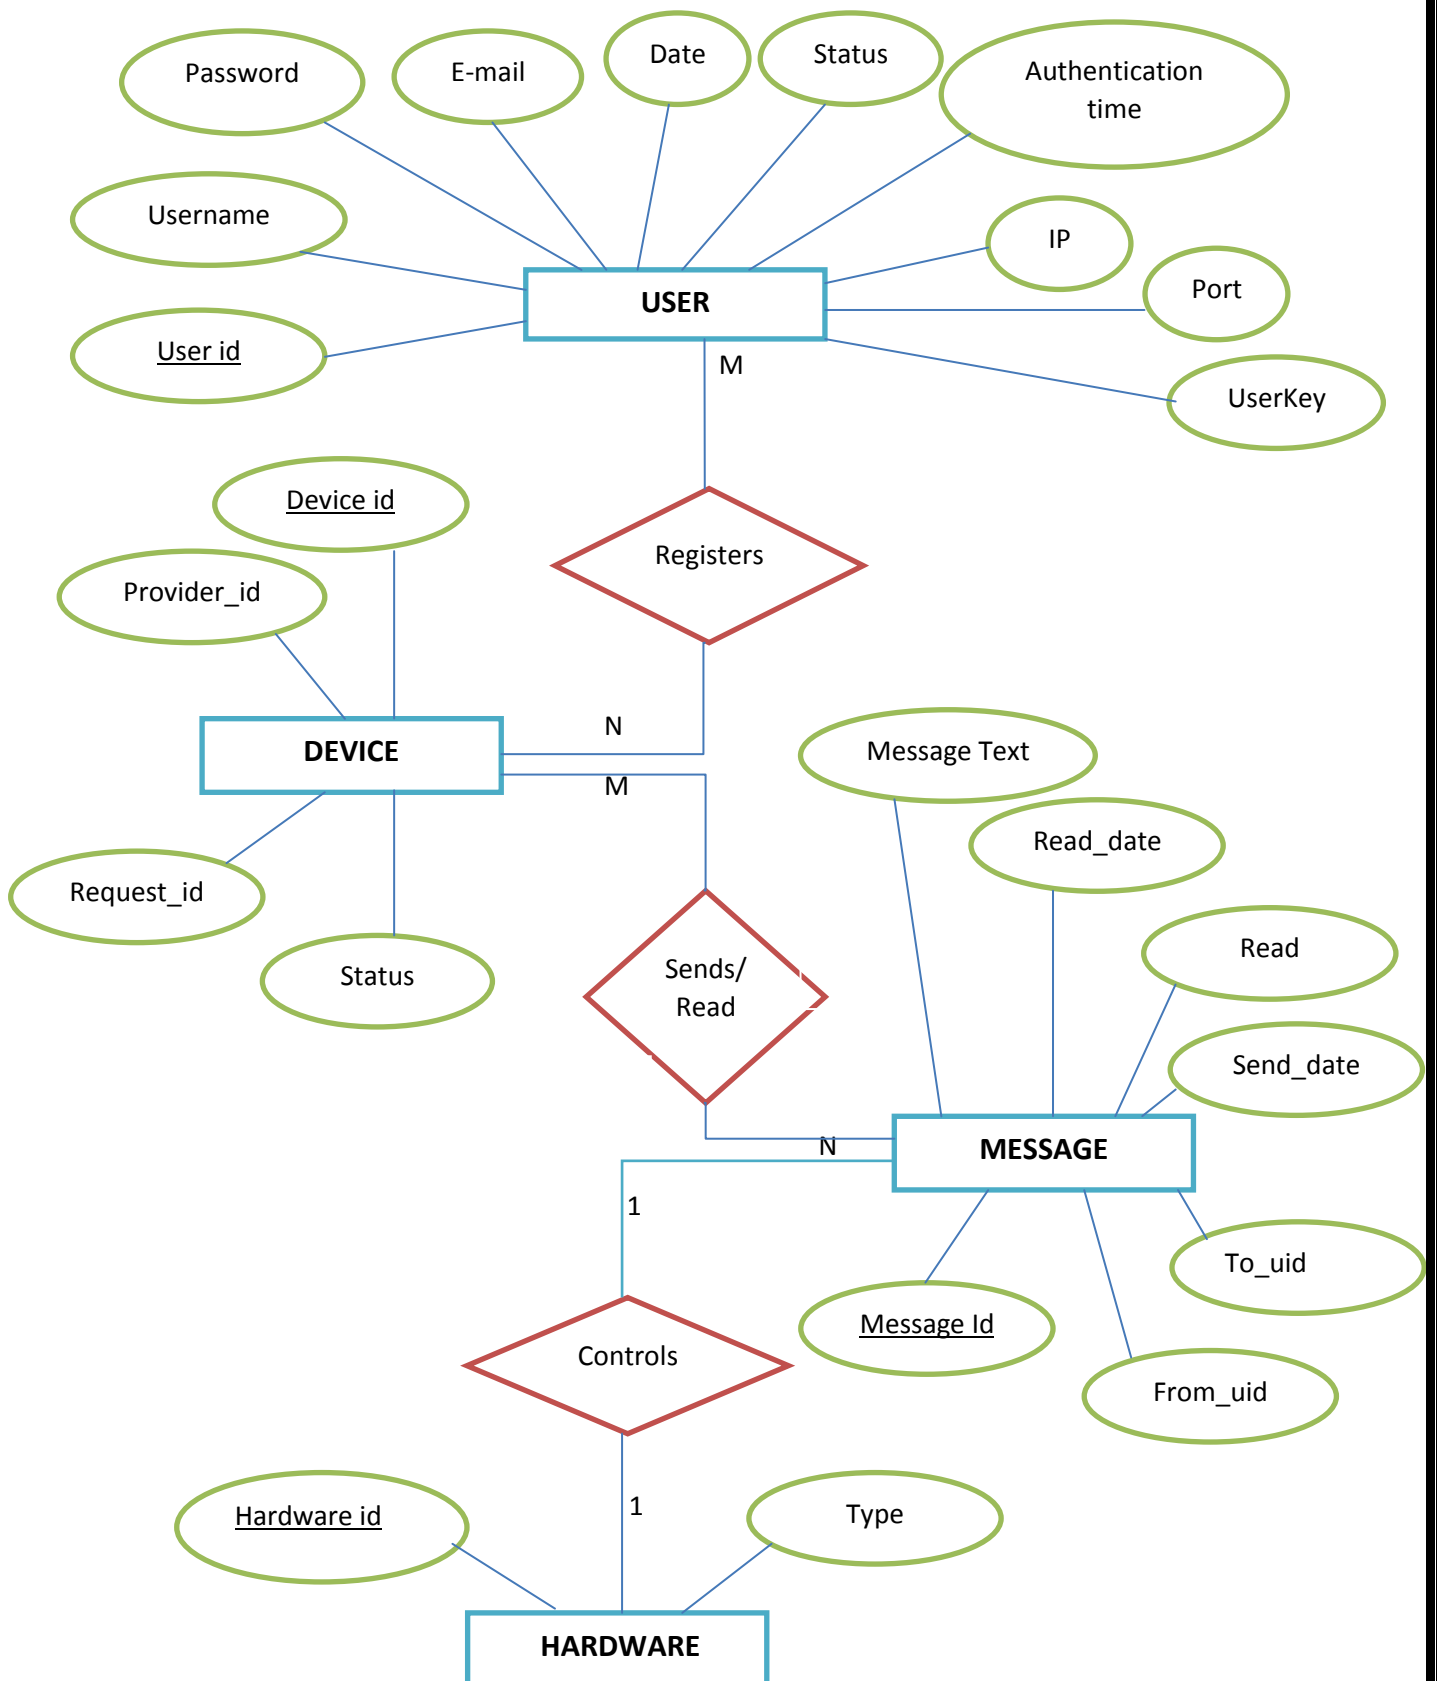 Password
E-mail
Date
Status
Authentication
time
Username
IP
Port
USER
User id
M
UserKey
Device id
Registers
Provider_id
N
DEVICE
Message Text
M
Read_date
Request_id
Read
Sends/
Read
Status
Send_date
N
MESSAGE
1
To_uid
Message Id
Controls
From_uid
Hardware id
1
Type
HARDWARE